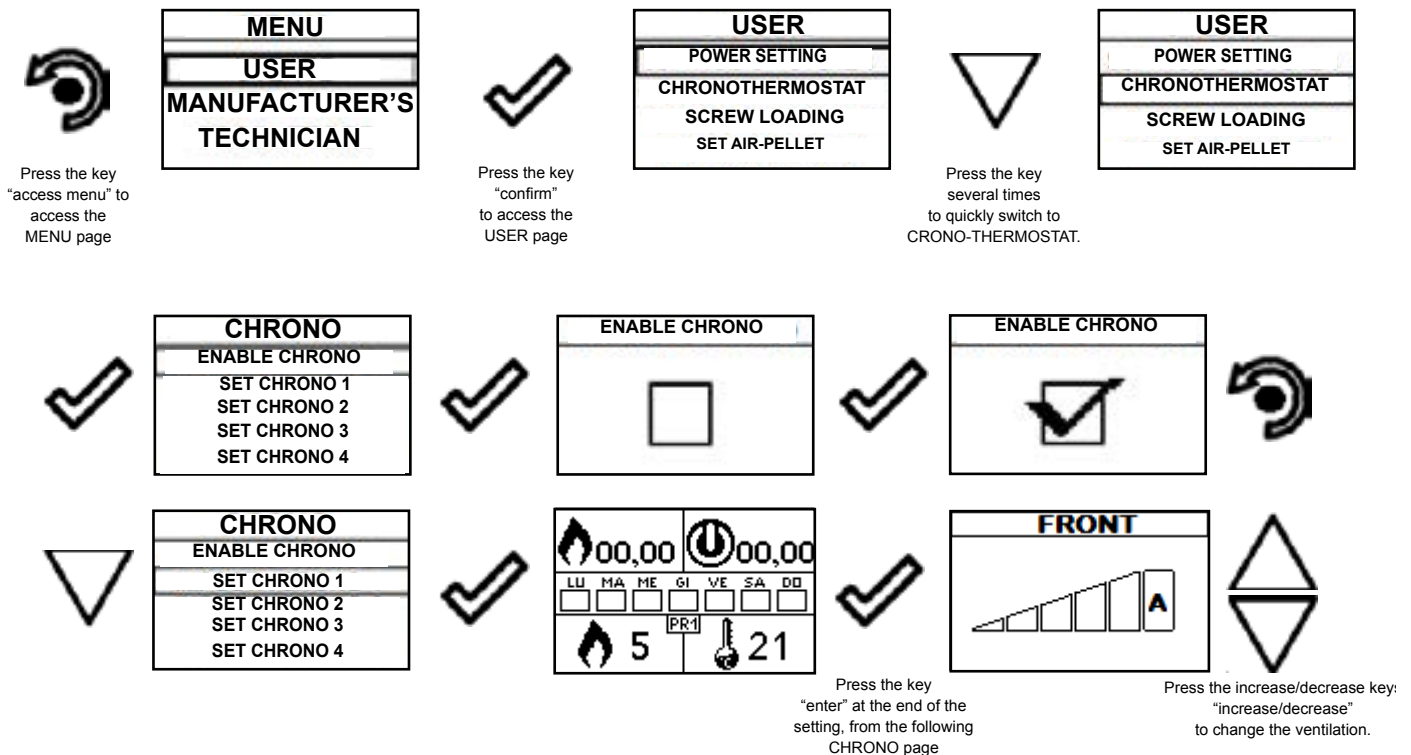 MENU
USER
MANUFACTURER'S
TECHNICIAN
Press the key
“access menu” to
access the
MENU page
USER
POWER SETTING
CHRONOTHERMOSTAT
SCREW LOADING
SET AIR-PELLET
Press the key
“confirm”
to access the
USER page
USER
POWER SETTING
CHRONOTHERMOSTAT
SCREW LOADING
SET AIR-PELLET
Press the key
several times
to quickly switch to
CRONO-THERMOSTAT.
CHRONO
ENABLE CHRONO
SET CHRONO 1
SET CHRONO 2
SET CHRONO 3
SET CHRONO 4
ENABLE CHRONO
ENABLE CHRONO
CHRONO
ENABLE CHRONO
SET CHRONO 1
SET CHRONO 2
SET CHRONO 3
SET CHRONO 4
00,00 00,00
LU MA ME GI VE SA DO
PR1
5 21
FRONT
A
Press the key
“enter” at the end of the
setting, from the following
CHRONO page
Press the increase/decrease keys
“increase/decrease”
to change the ventilation.